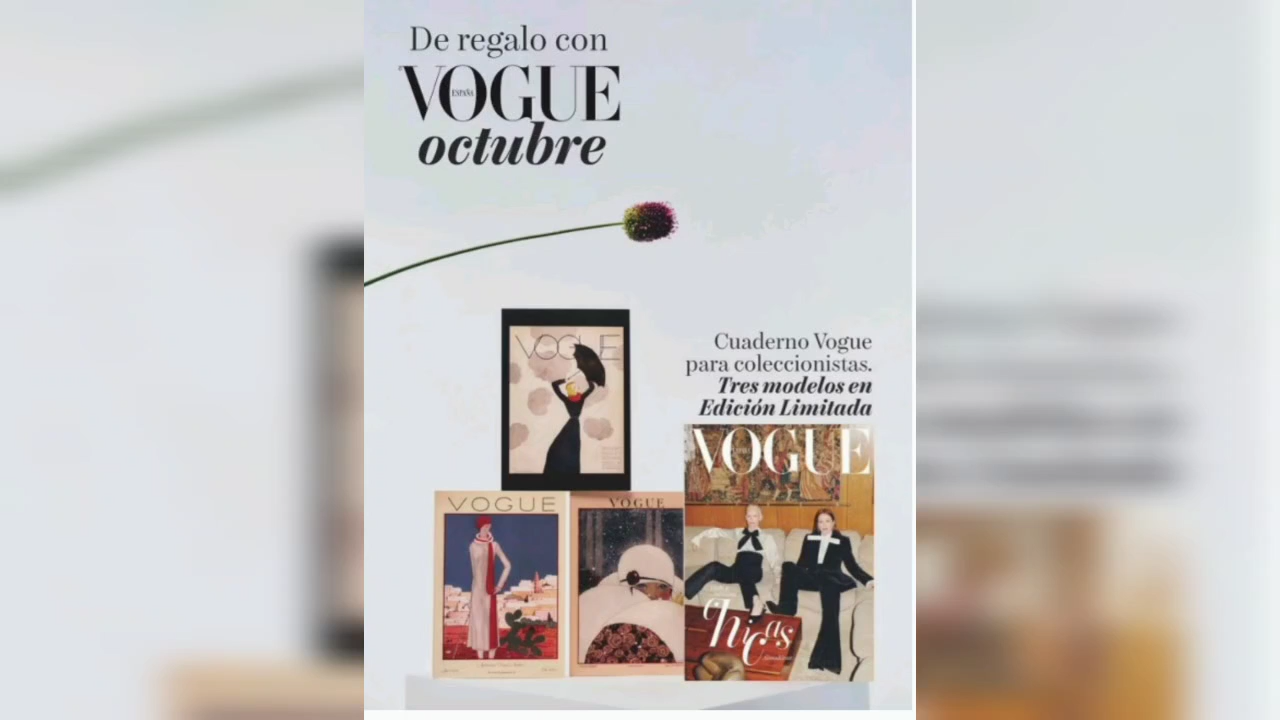 De regalo con
VOGUE
ESPAÑA
octubre
Cuaderno Vogue
para coleccionistas.
Tres modelos en
Edición Limitada
VOGUE
VOGUE
VOGUE
VOGUE
Chicas